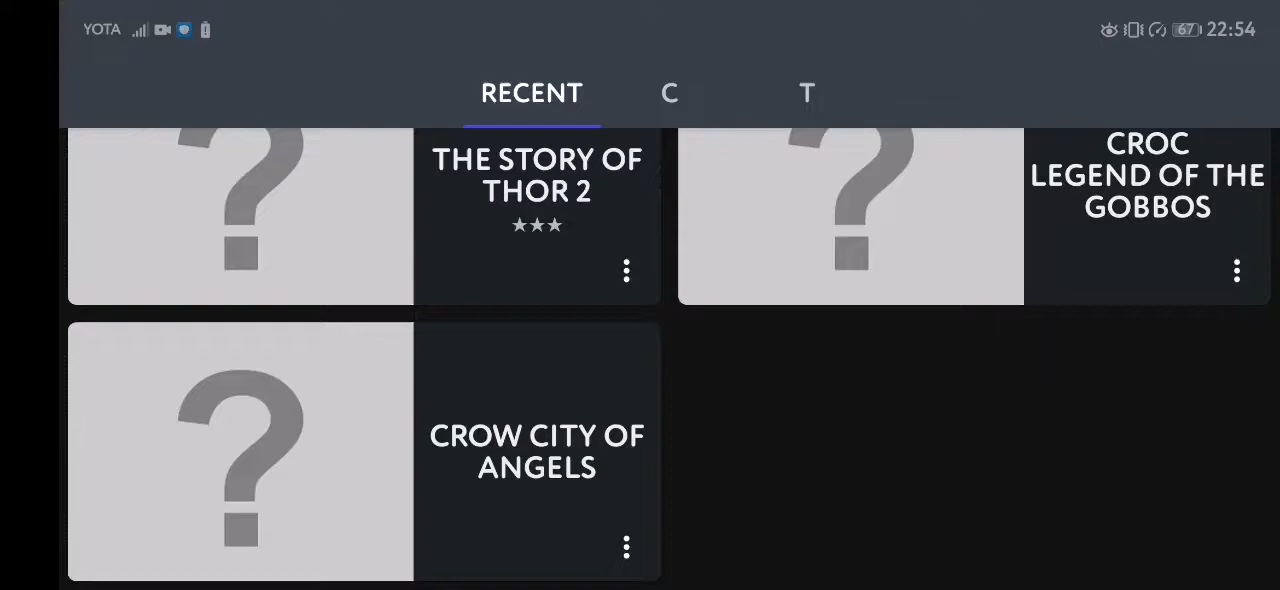 YOTA 67 22:54
RECENT C T
THE STORY OF
THOR 2
★★★
CROC
LEGEND OF THE
GOBBOS
CROW CITY OF
ANGELS